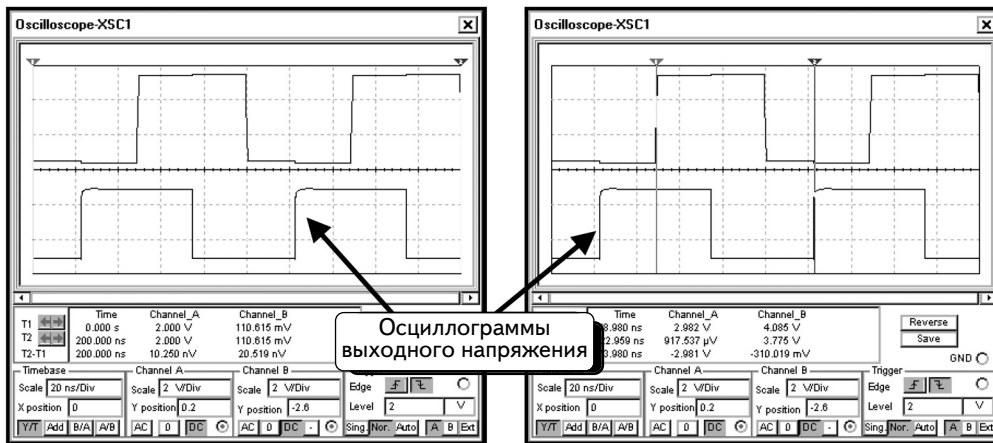 Oscilloscope-XSC1
T1
T2
T2-T1
Time Channel_A Channel_B
0.000 s 2.000 V 110.615 mV
200.000 ns 2.000 V 110.615 mV
200.000 ns 10.250 nV 20.519 nV
Timebase
Scale 20 ns/Div
X position 0
Y/T Add B/A A/B
Channel A
Scale 2 V/Div
Y position 0.2
AC 0 DC
Channel B
Scale 2 V/Div
Y position -2.6
AC 0 DC -
Edge
Level 2
Sing. Nor. Auto A B Ext
Осциллограммы
выходного напряжения
Oscilloscope-XSC1
Time Channel_A Channel_B
2.982 V 4.085 V
917.537 µV 3.775 V
-2.981 V -310.019 mV
Reverse
Save
GND
Scale 20 ns/Div
X position 0
Y/T Add B/A A/B
Channel A
Scale 2 V/Div
Y position 0.2
AC 0 DC
Channel B
Scale 2 V/Div
Y position -2.6
AC 0 DC -
Trigger
Edge
Level 2 V
Sing. Nor. Auto A B Ext